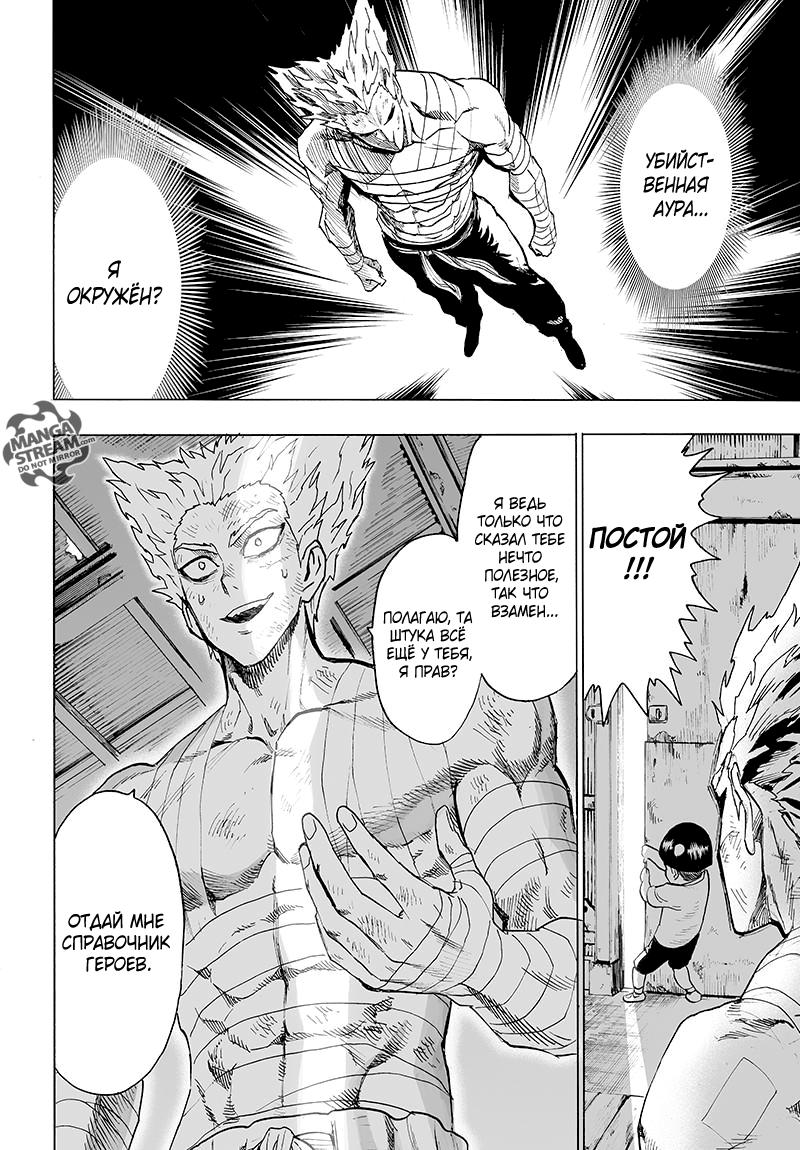 УБИЙСТ-
ВЕННАЯ
АУРА...
Я
ОКРУЖЁН?
ПОСТОЙ
!!!
Я ВЕДЬ
ТОЛЬКО ЧТО
СКАЗАЛ ТЕБЕ
НЕЧТО
ПОЛЕЗНОЕ,
ТАК ЧТО
ВЗАМЕН...
ПОЛАГАЮ, ТА
ШТУКА ВСЁ
ЕЩЁ У ТЕБЯ,
Я ПРАВ?
ОТДАЙ МНЕ
СПРАВОЧНИК
ГЕРОЕВ.
MANGA
STREAM.com
DO NOT MIRROR